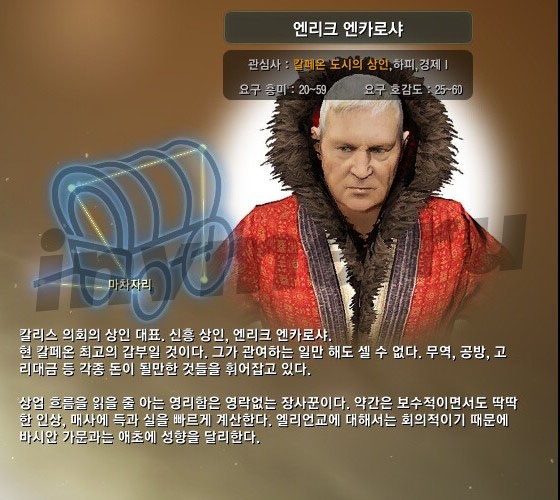 엔리크 엔카로샤
관심사 : 칼페온 도시의 상인,하피,경제 I
요구 흥미 : 20~59 요구 호감도 : 25~60
마차자리
칼리스 의회의 상인 대표. 신흥 상인, 엔리크 엔카로샤.
현 칼페온 최고의 갑부일 것이다. 그가 관여하는 일만 해도 셀 수 없다. 무역, 공방, 고
리대금 등 각종 돈이 될만한 것들을 휘어잡고 있다.
상업 흐름을 읽을 줄 아는 영리함은 영락없는 장사꾼이다. 약간은 보수적이면서도 딱딱
한 인상, 매사에 득과 실을 빠르게 계산한다. 엘리언교에 대해서는 회의적이기 때문에
바시안 가문과는 애초에 성향을 달리한다.